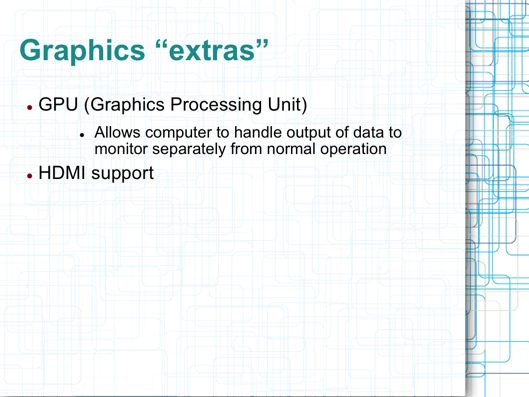 Graphics “extras”
• GPU (Graphics Processing Unit)
• Allows computer to handle output of data to
monitor separately from normal operation
• HDMI support